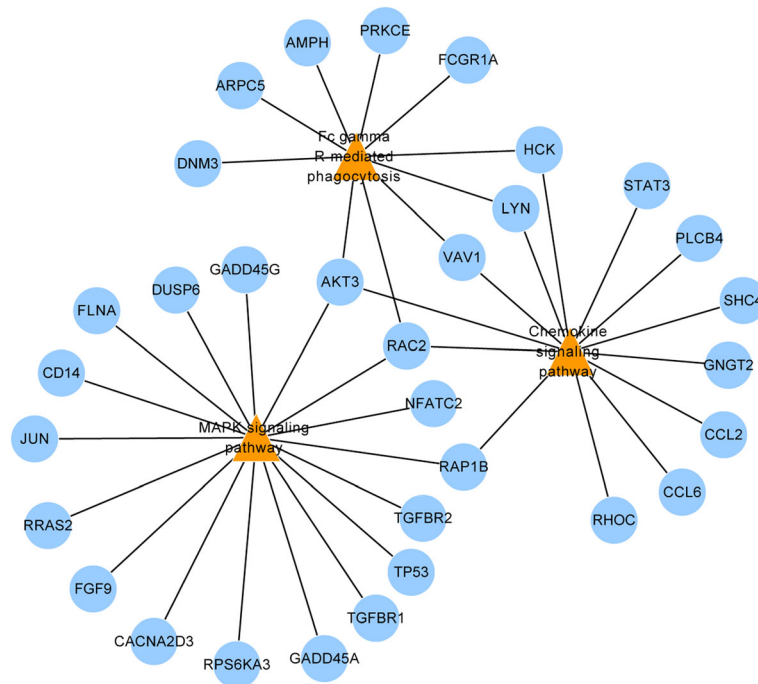 PRKCE
AMPH
FCGR1A
ARPC5
Fc gamma
R mediated
phagocytosis
DNM3
HCK
STAT3
LYN
PLCB4
VAV1
GADD45G
AKT3
DUSP6
SHC4
FLNA
Chemokine
signaling
pathway
RAC2
GNGT2
CD14
NFATC2
MAPK signaling
pathway
CCL2
JUN
RAP1B
CCL6
TGFBR2
RHOC
RRAS2
TP53
FGF9
TGFBR1
CACNA2D3
GADD45A
RPS6KA3